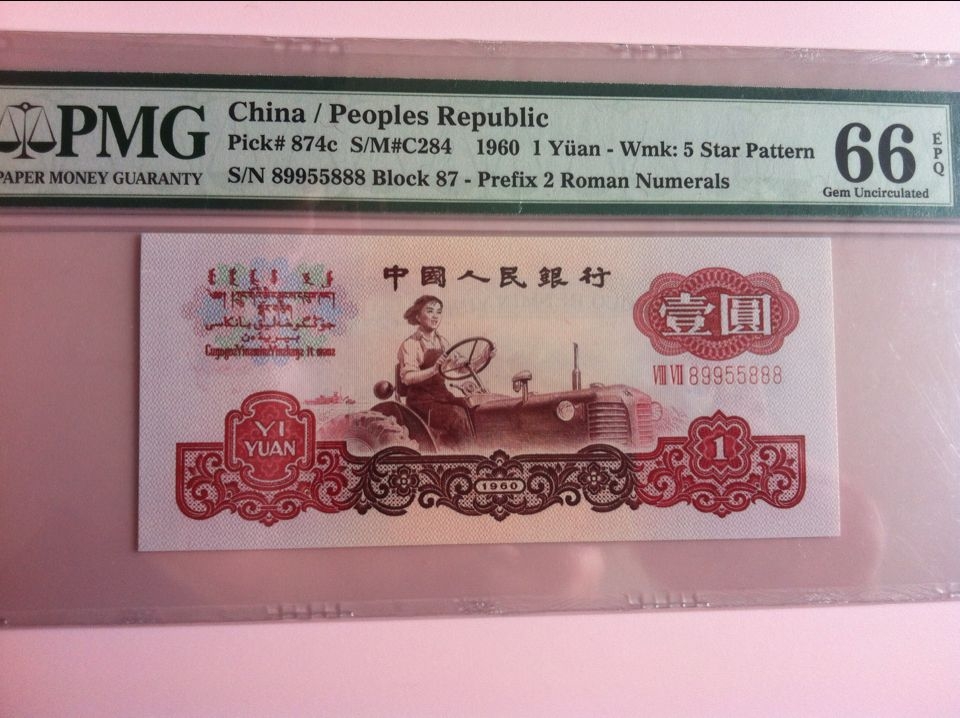 PMG
PAPER MONEY GUARANTY
China / Peoples Republic
Pick# 874c S/M#C284 1960 1 Yüan - Wmk: 5 Star Pattern
S/N 89955888 Block 87 - Prefix 2 Roman Numerals
66
EPQ
Gem Uncirculated
中國人民銀行
壹圓
VIII VII 89955888
YI
YUAN
1
1960